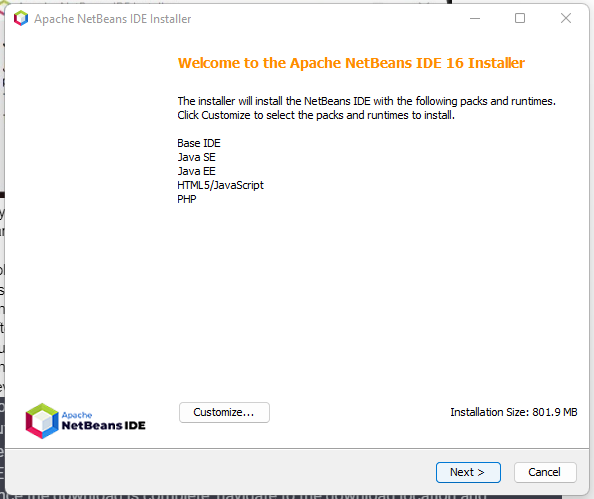 Apache NetBeans IDE Installer
Welcome to the Apache NetBeans IDE 16 Installer
The installer will install the NetBeans IDE with the following packs and runtimes.
Click Customize to select the packs and runtimes to install.
Base IDE
Java SE
Java EE
HTML5/JavaScript
PHP
Apache
NetBeans IDE
Customize...
Installation Size: 801.9 MB
Next >
Cancel